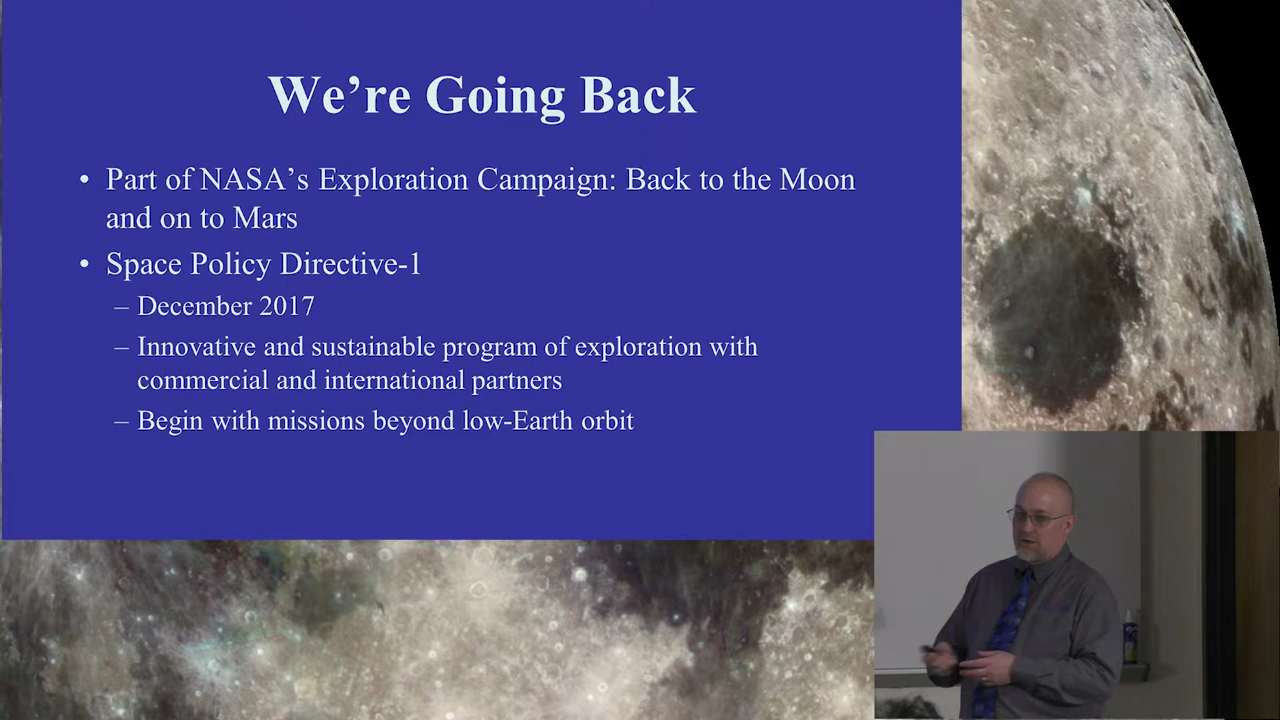 We're Going Back
• Part of NASA's Exploration Campaign: Back to the Moon
and on to Mars
• Space Policy Directive-1
– December 2017
– Innovative and sustainable program of exploration with
commercial and international partners
– Begin with missions beyond low-Earth orbit